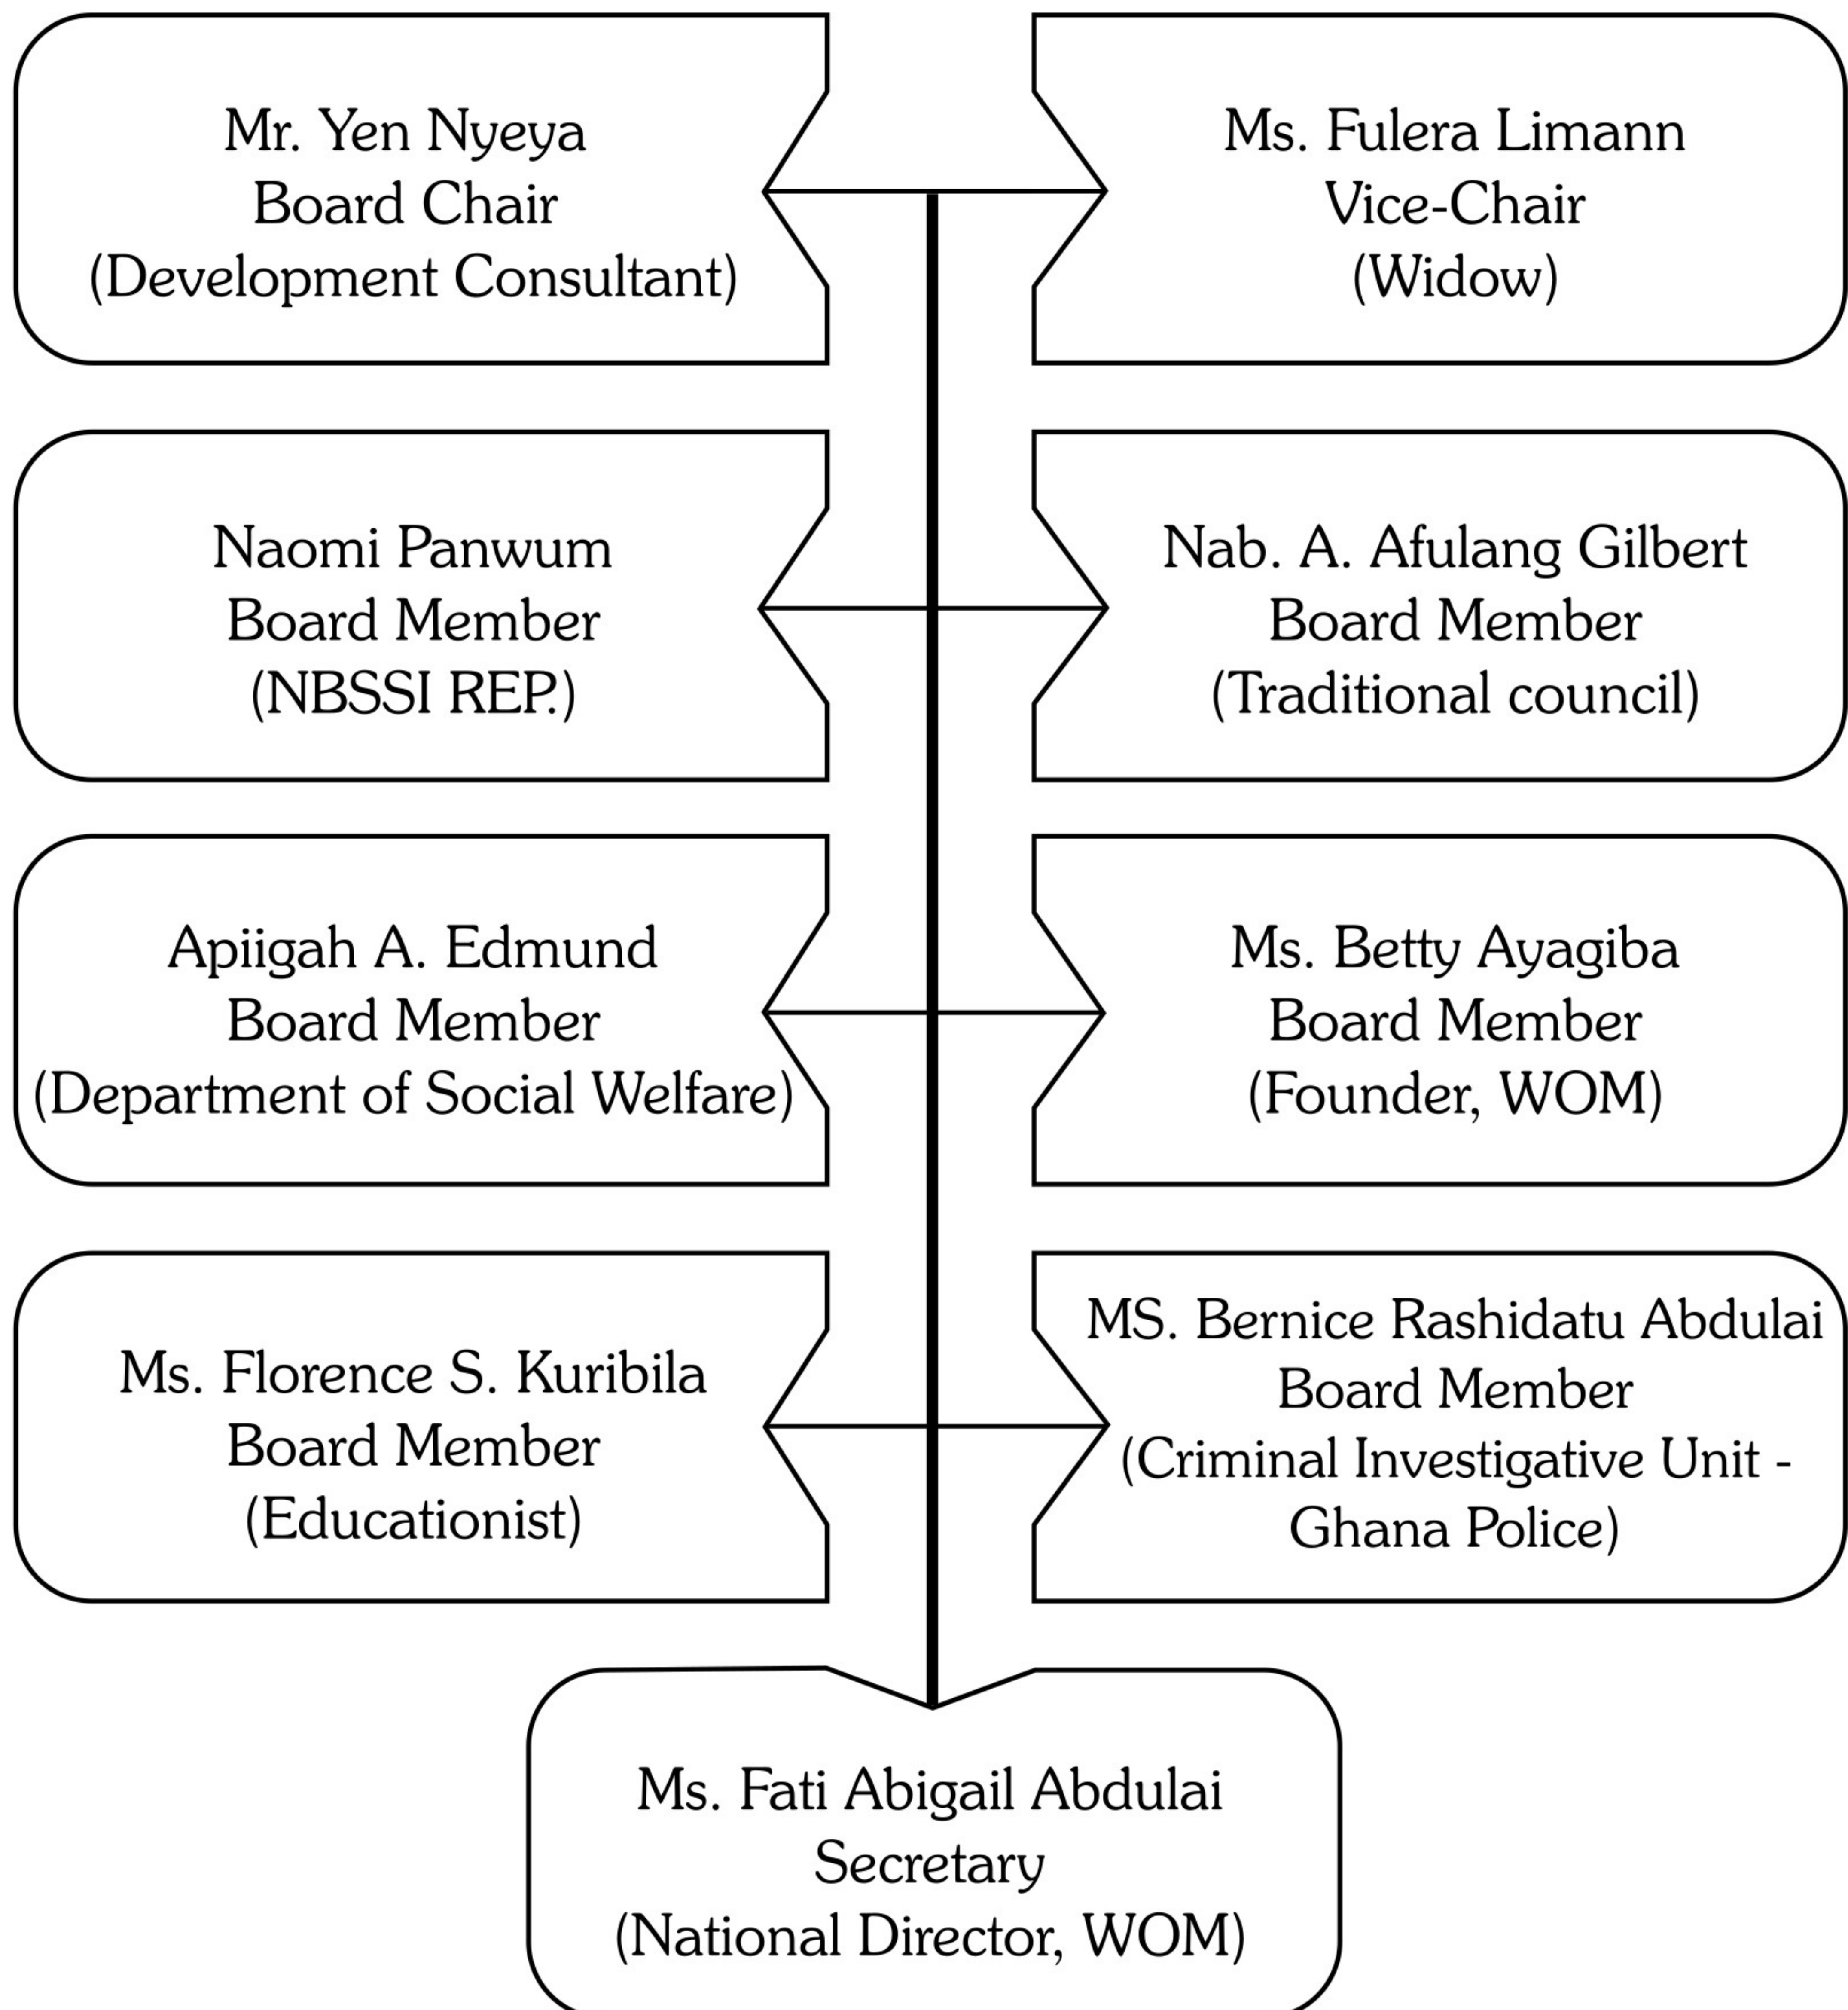 Mr. Yen Nyeya
Board Chair
(Development Consultant)
Ms. Fulera Limann
Vice-Chair
(Widow)
Naomi Panwum
Board Member
(NBSSI REP.)
Nab. A. Afulang Gilbert
Board Member
(Traditional council)
Apiigah A. Edmund
Board Member
(Department of Social Welfare)
Ms. Betty Ayagiba
Board Member
(Founder, WOM)
Ms. Florence S. Kuribila
Board Member
(Educationist)
MS. Bernice Rashidatu Abdulai
Board Member
(Criminal Investigative Unit -
Ghana Police)
Ms. Fati Abigail Abdulai
Secretary
(National Director, WOM)